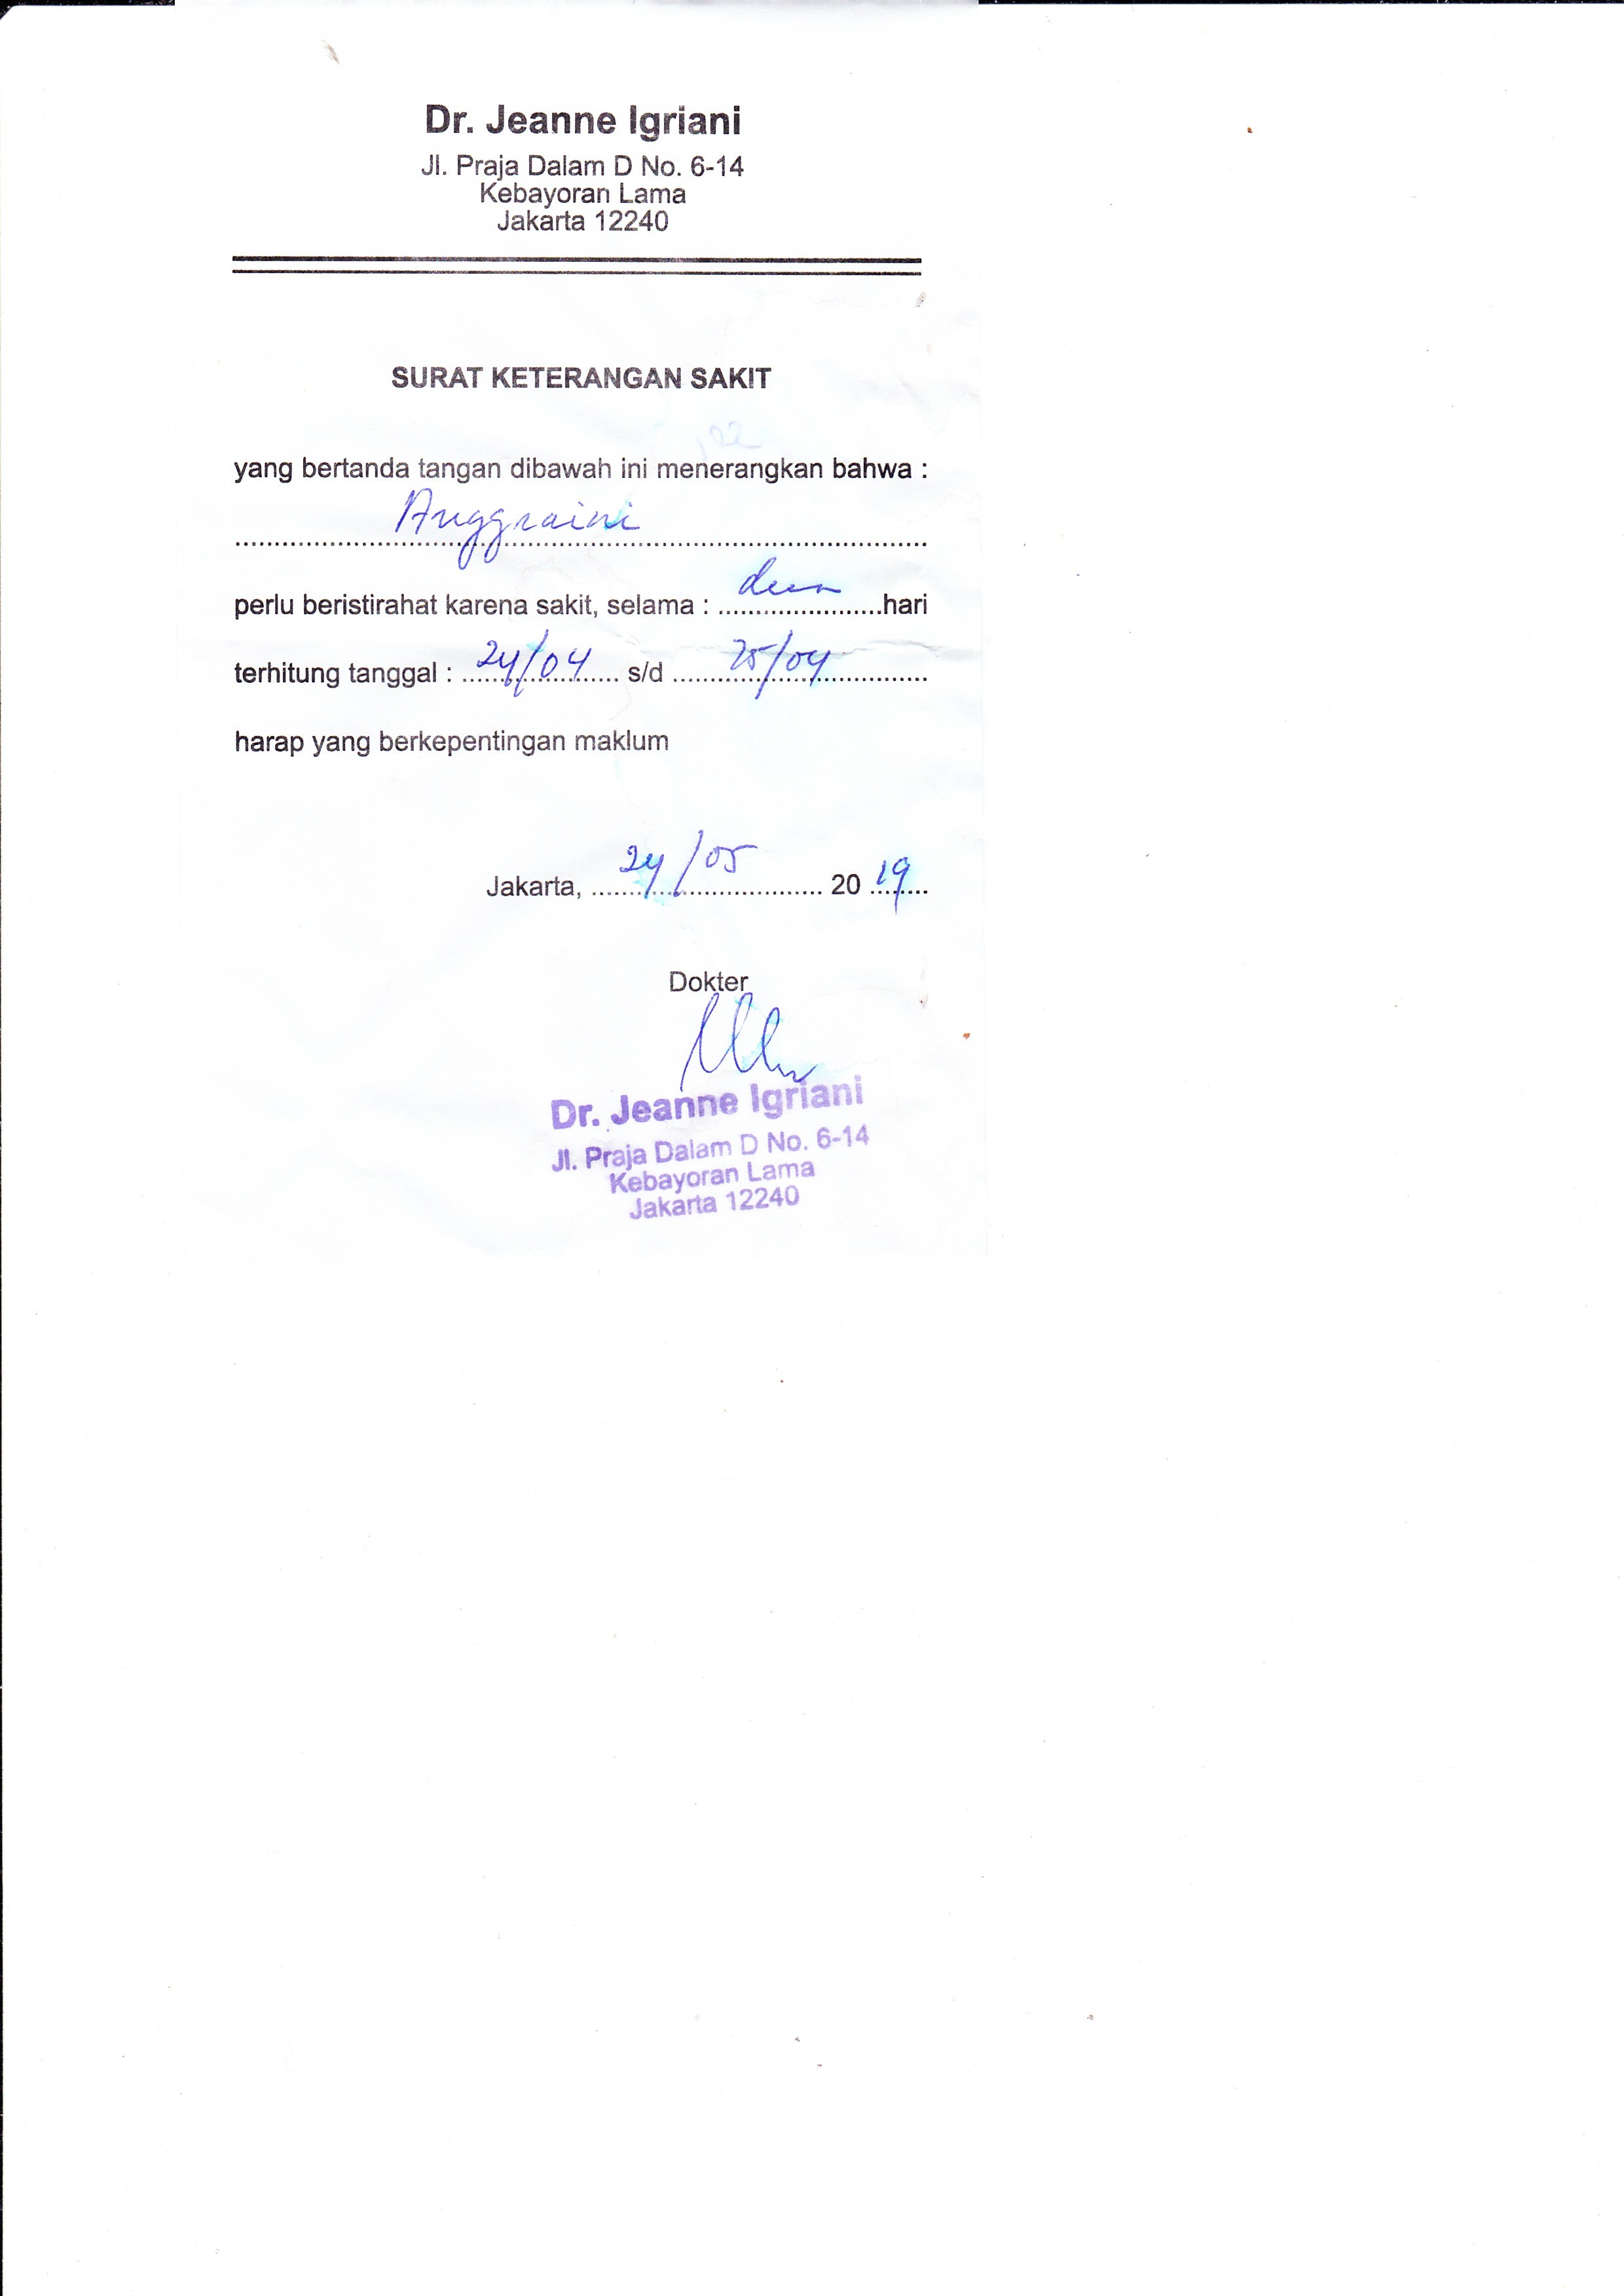 Dr. Jeanne Igriani
Jl. Praja Dalam D No. 6-14
Kebayoran Lama
Jakarta 12240
SURAT KETERANGAN SAKIT
yang bertanda tangan dibawah ini menerangkan bahwa :
Anggraini
perlu beristirahat karena sakit, selama : dua hari
terhitung tanggal : 24/04 s/d 25/04
harap yang berkepentingan maklum
Jakarta, 24/05 20 19
Dokter
Dr. Jeanne Igriani
Jl. Praja Dalam D No. 6-14
Kebayoran Lama
Jakarta 12240